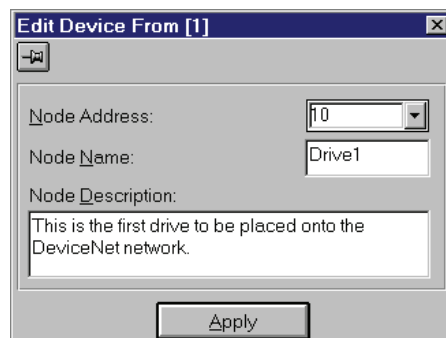 Edit Device From [1]
Node Address: 10
Node Name: Drive1
Node Description:
This is the first drive to be placed onto the
DeviceNet network.
Apply